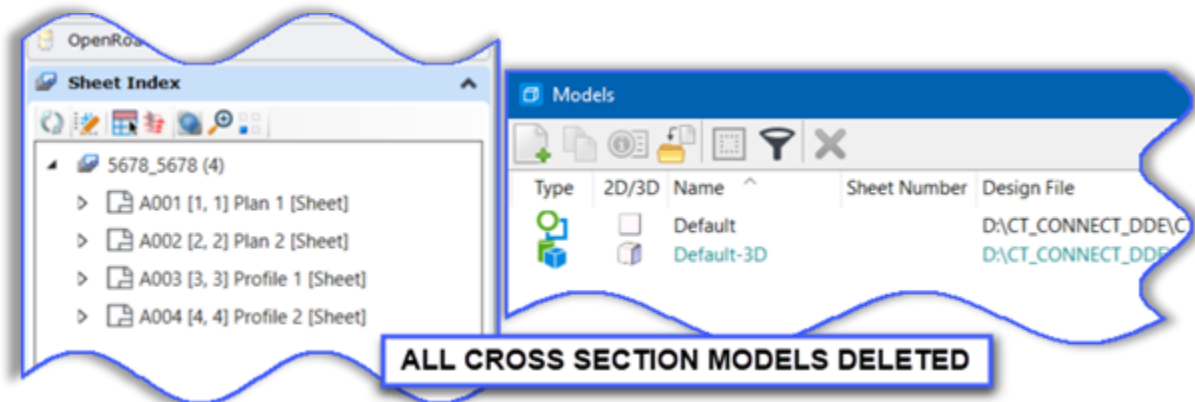 OpenRoa
Sheet Index
5678_5678 (4)
A001 [1, 1] Plan 1 [Sheet]
A002 [2, 2] Plan 2 [Sheet]
A003 [3, 3] Profile 1 [Sheet]
A004 [4, 4] Profile 2 [Sheet]
Models
Type 2D/3D Name Sheet Number Design File
Default D:\CT_CONNECT_DDE\C
Default-3D D:\CT_CONNECT_DDE
ALL CROSS SECTION MODELS DELETED